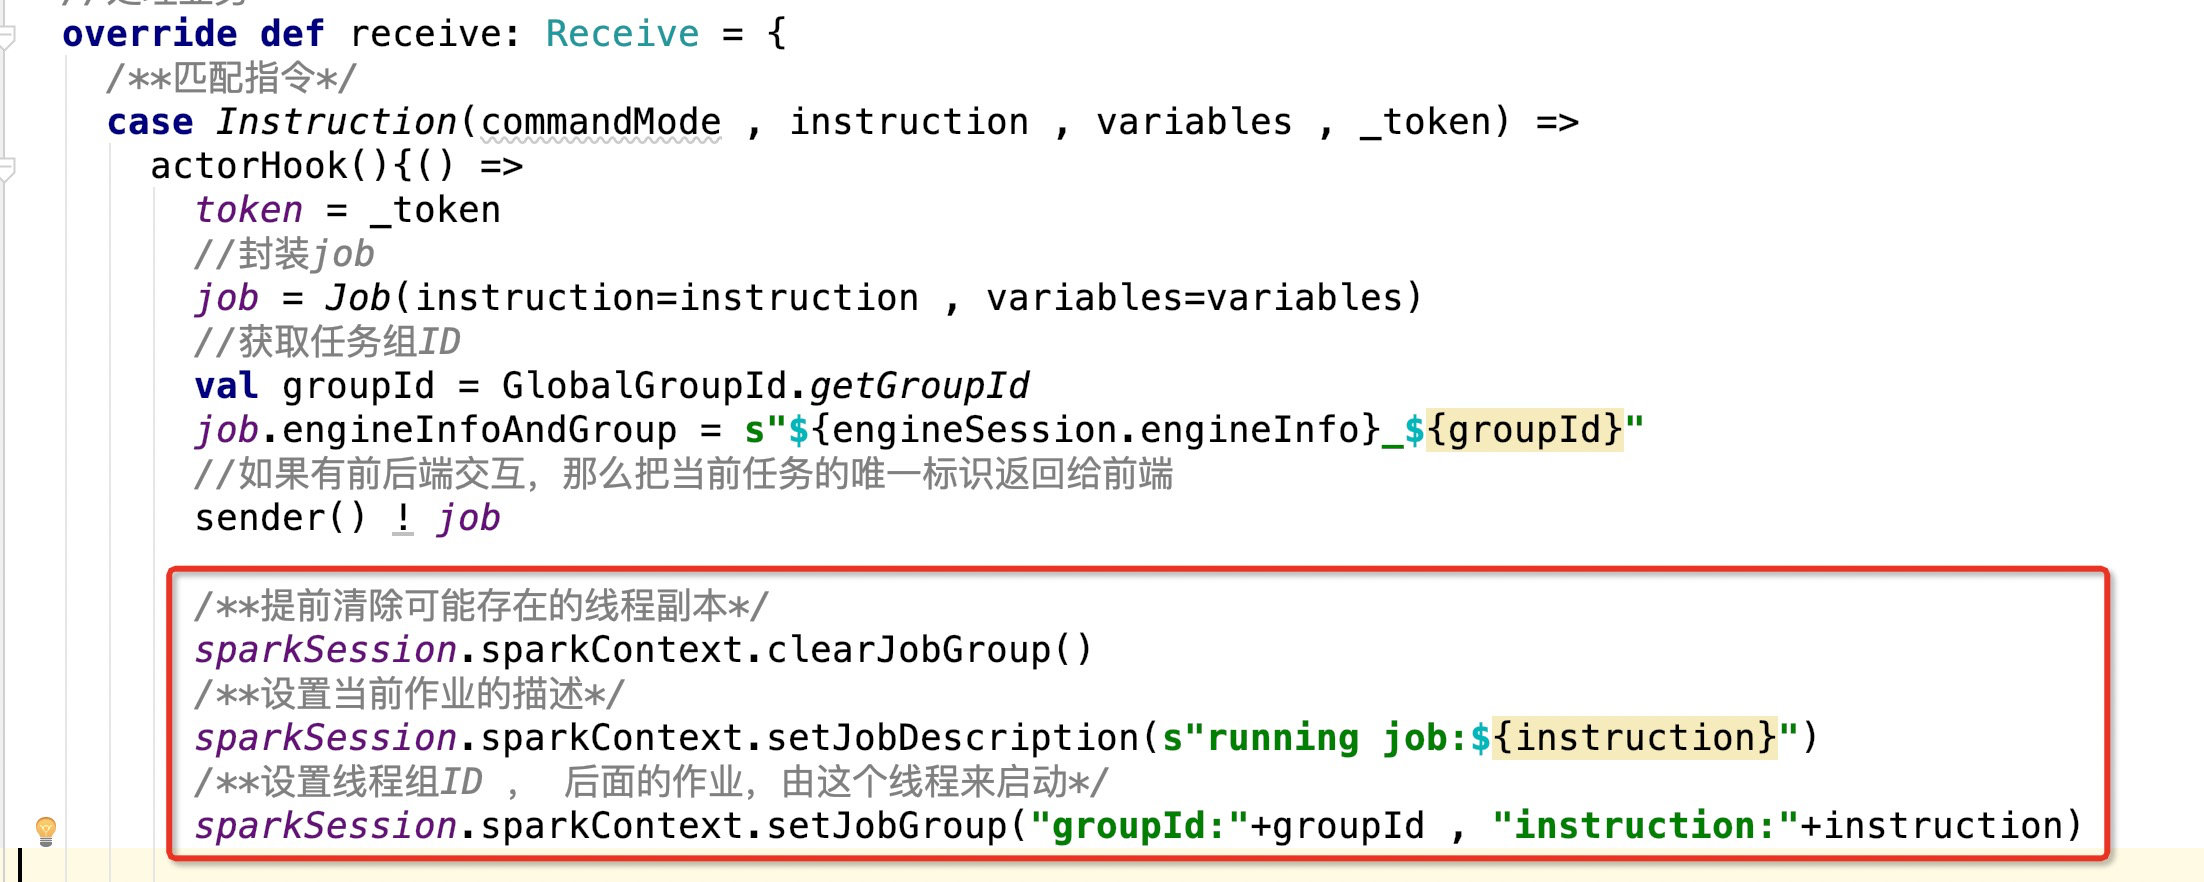 override def receive: Receive = {
/**匹配指令*/
case Instruction(commandMode , instruction , variables , _token) =>
actorHook(){() =>
token = _token
//封装job
job = Job(instruction=instruction , variables=variables)
//获取任务组ID
val groupId = GlobalGroupId.getGroupId
job.engineInfoAndGroup = s"${engineSession.engineInfo}_${groupId}"
//如果有前后端交互，那么把当前任务的唯一标识返回给前端
sender() ! job
/**提前清除可能存在的线程副本*/
sparkSession.sparkContext.clearJobGroup()
/**设置当前作业的描述*/
sparkSession.sparkContext.setJobDescription(s"running job:${instruction}")
/**设置线程组ID ， 后面的作业，由这个线程来启动*/
sparkSession.sparkContext.setJobGroup("groupId:"+groupId , "instruction:"+instruction)